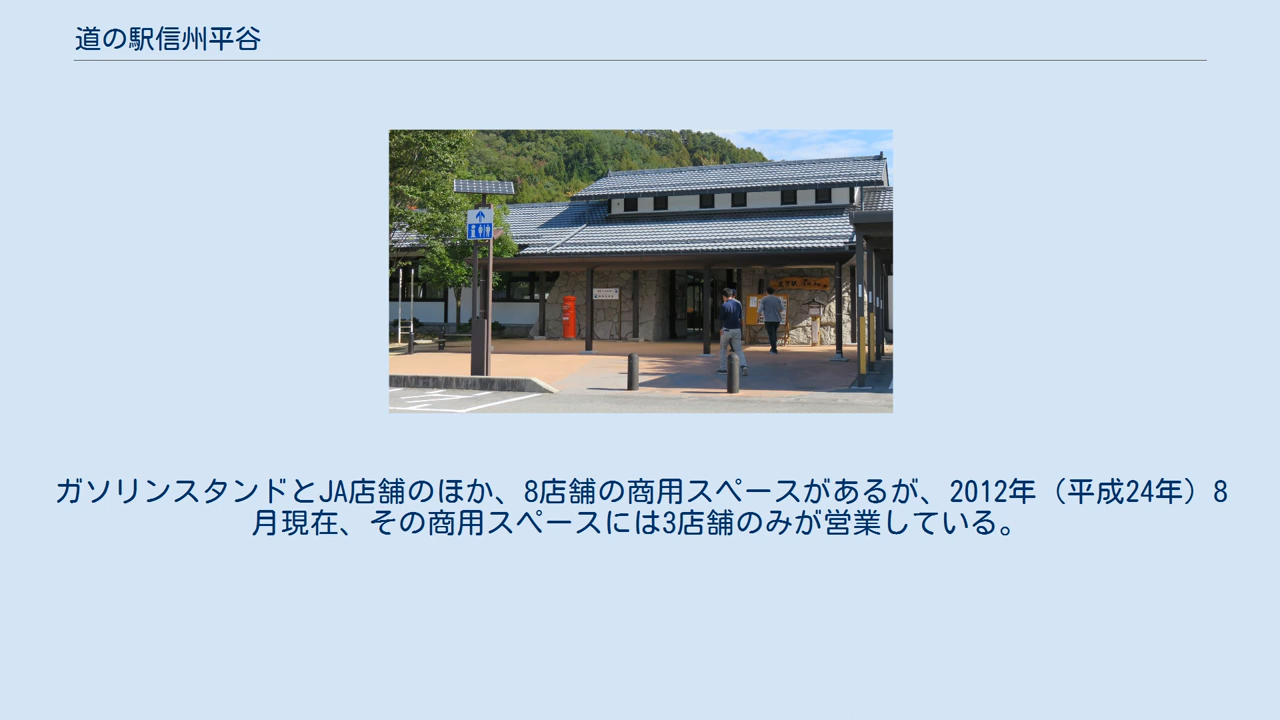 道の駅信州平谷
ガソリンスタンドとJA店舗のほか、8店舗の商用スペースがあるが、2012年（平成24年）8
月現在、その商用スペースには3店舗のみが営業している。